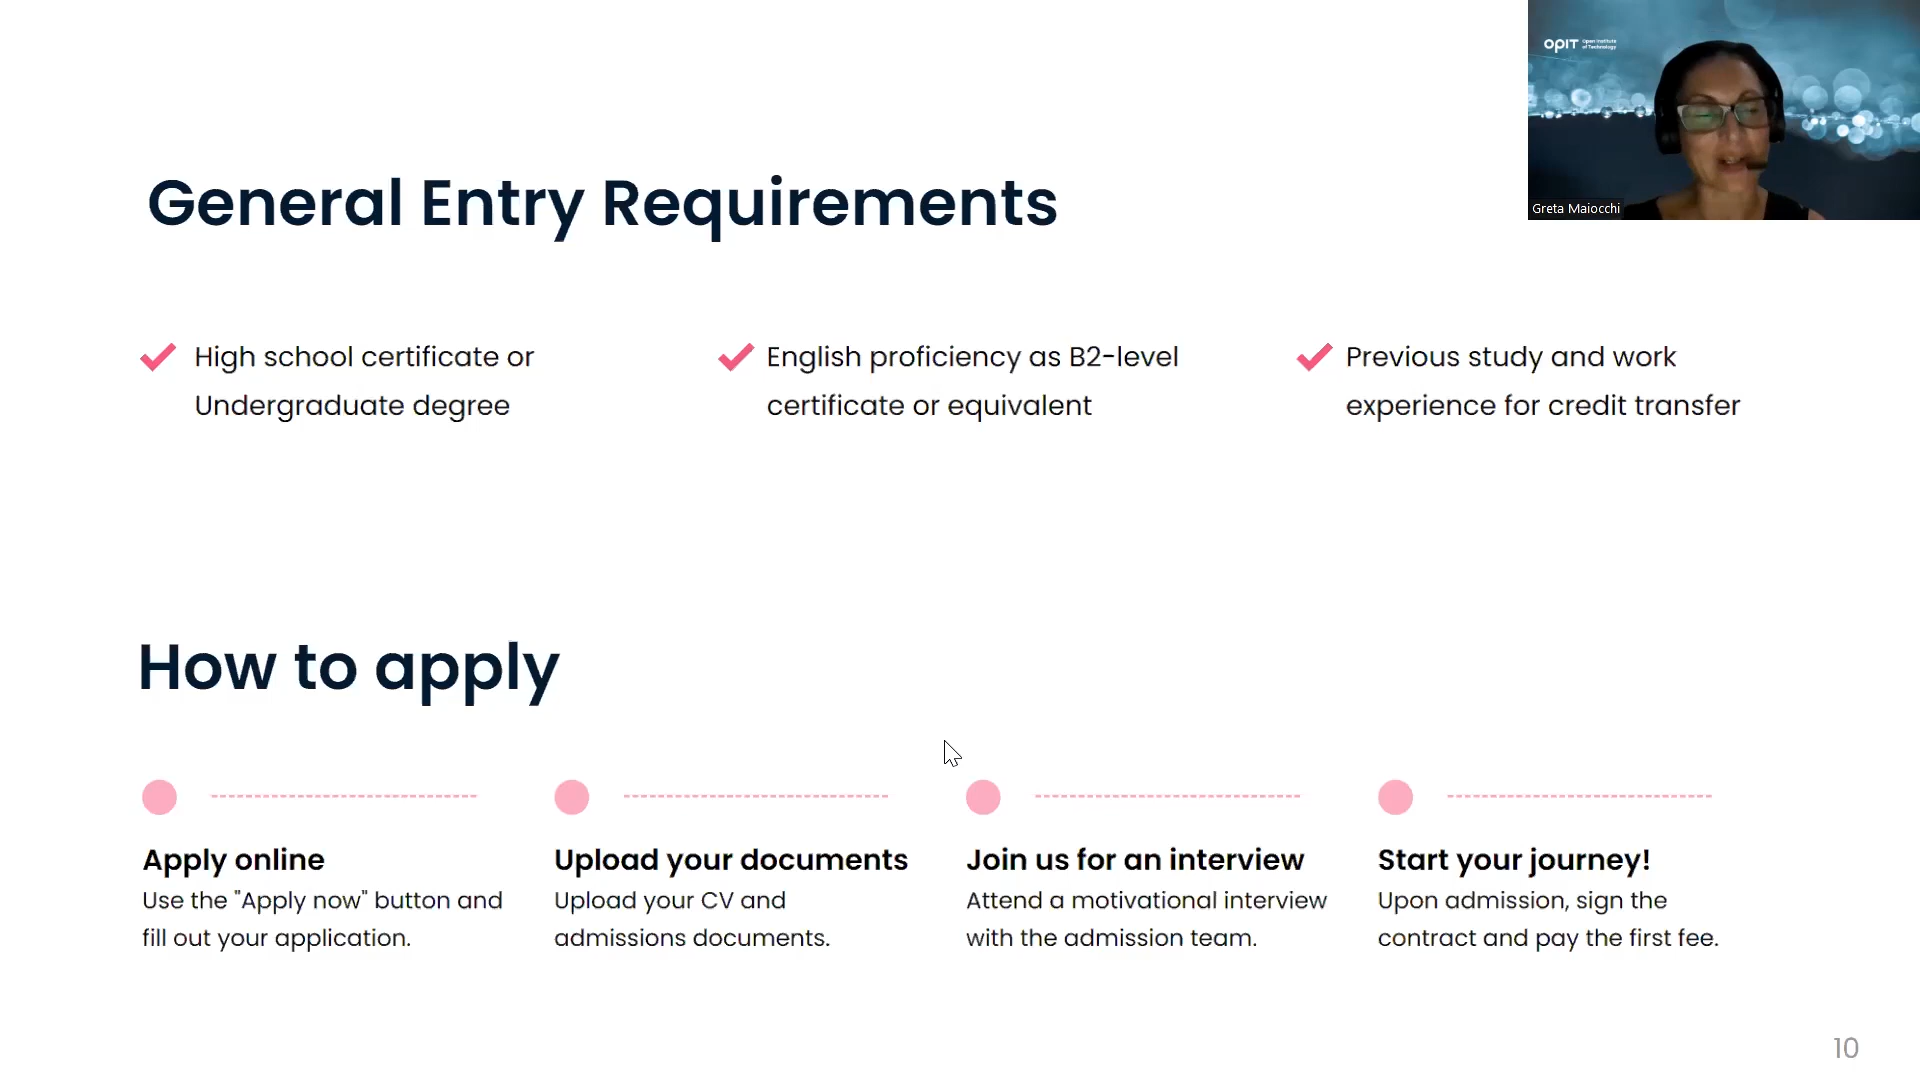 OPIT Open Institute
of Technology
Greta Maiocchi
General Entry Requirements
High school certificate or
Undergraduate degree
English proficiency as B2-level
certificate or equivalent
Previous study and work
experience for credit transfer
How to apply
Apply online
Use the "Apply now" button and
fill out your application.
Upload your documents
Upload your CV and
admissions documents.
Join us for an interview
Attend a motivational interview
with the admission team.
Start your journey!
Upon admission, sign the
contract and pay the first fee.
10